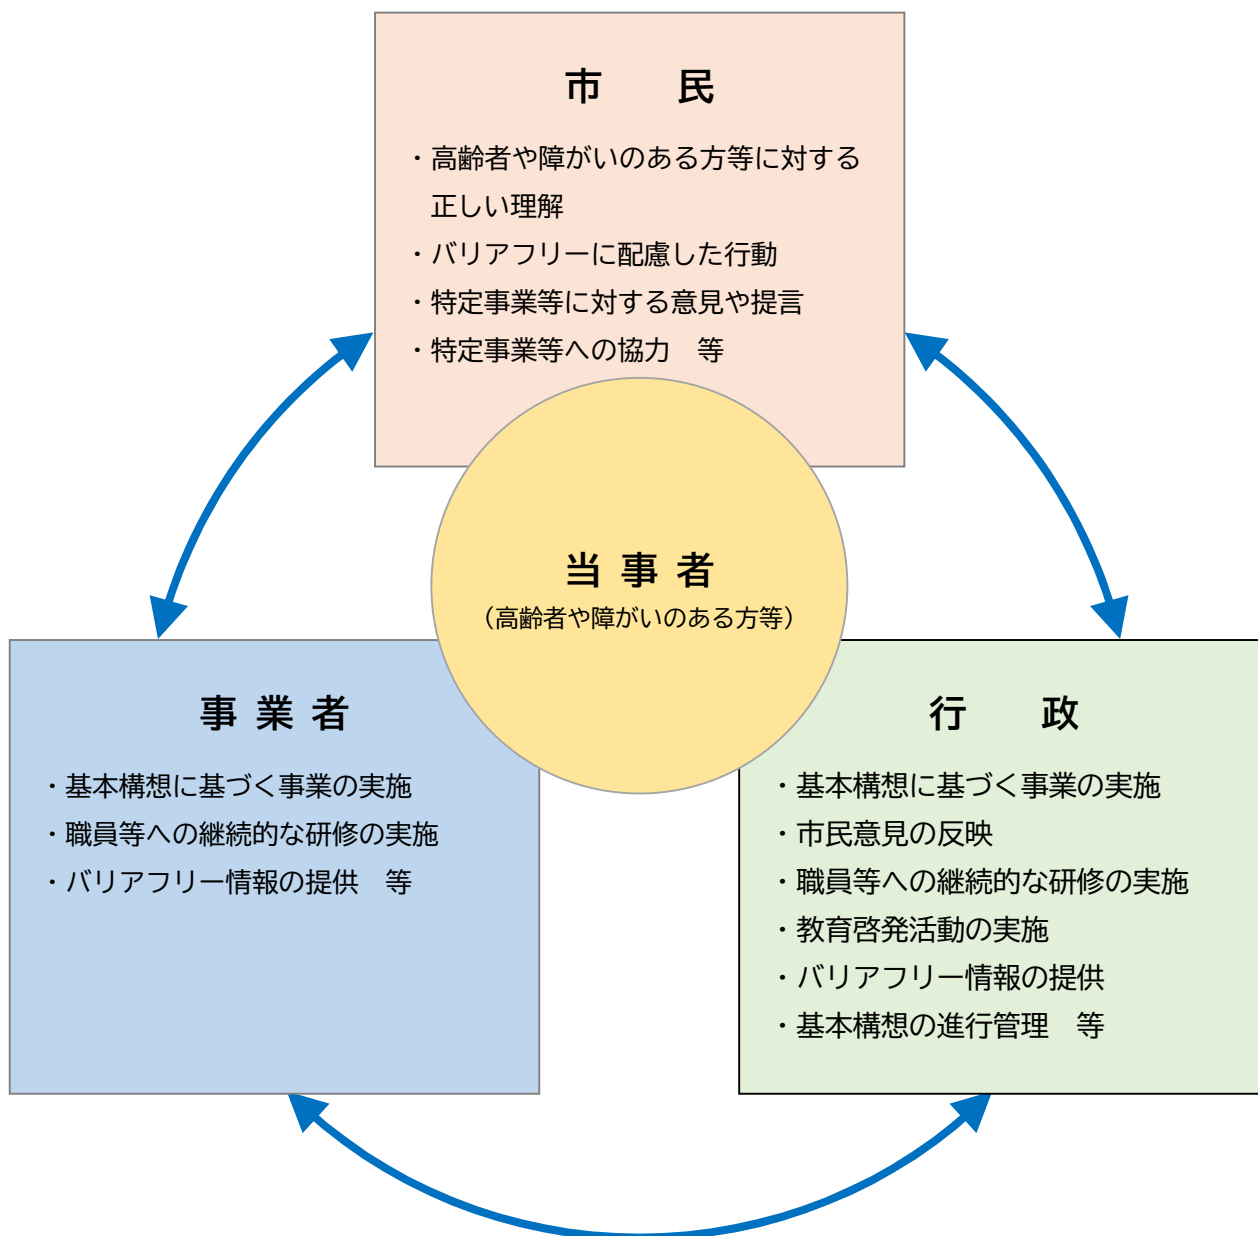 市　民
・高齢者や障がいのある方等に対する
正しい理解
・バリアフリーに配慮した行動
・特定事業等に対する意見や提言
・特定事業等への協力　等
当事者
（高齢者や障がいのある方等）
事業者
・基本構想に基づく事業の実施
・職員等への継続的な研修の実施
・バリアフリー情報の提供　等
行　政
・基本構想に基づく事業の実施
・市民意見の反映
・職員等への継続的な研修の実施
・教育啓発活動の実施
・バリアフリー情報の提供
・基本構想の進行管理　等